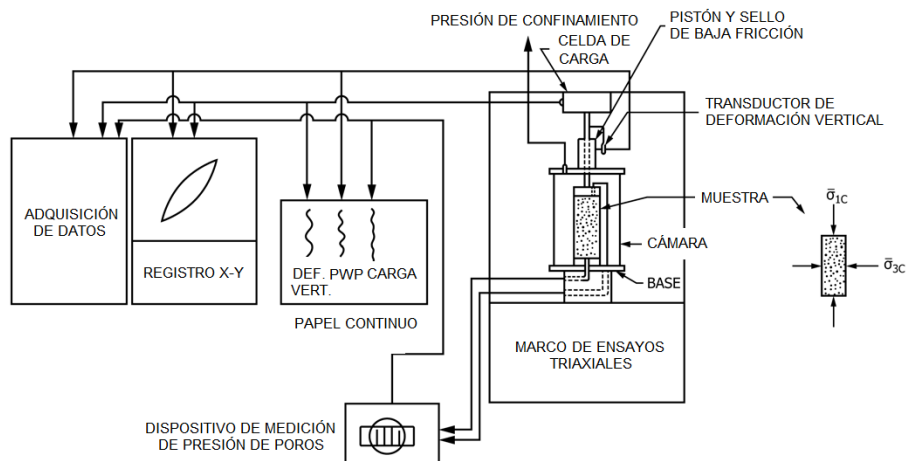 PRESIÓN DE CONFINAMIENTO
CELDA DE
CARGA
PISTÓN Y SELLO
DE BAJA FRICCIÓN
TRANSDUCTOR DE
DEFORMACIÓN VERTICAL
ADQUISICIÓN
DE DATOS
REGISTRO X-Y
DEF. PWP CARGA
VERT.
PAPEL CONTINUO
MUESTRA
CÁMARA
BASE
MARCO DE ENSAYOS
TRIAXIALES
DISPOSITIVO DE MEDICIÓN
DE PRESIÓN DE POROS
σ̄1C
σ̄3C